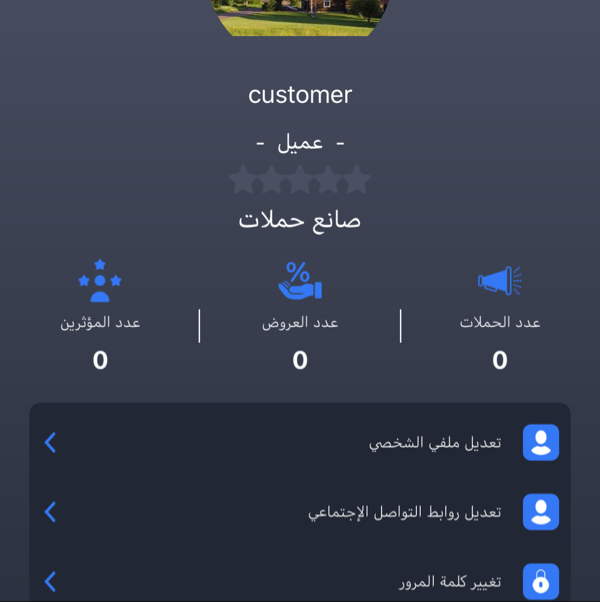 customer
- عميل -
صانع حملات
عدد الحملات
0
عدد العروض
0
عدد المؤثرين
0
تعديل ملفي الشخصي
تعديل روابط التواصل الإجتماعي
تغيير كلمة المرور